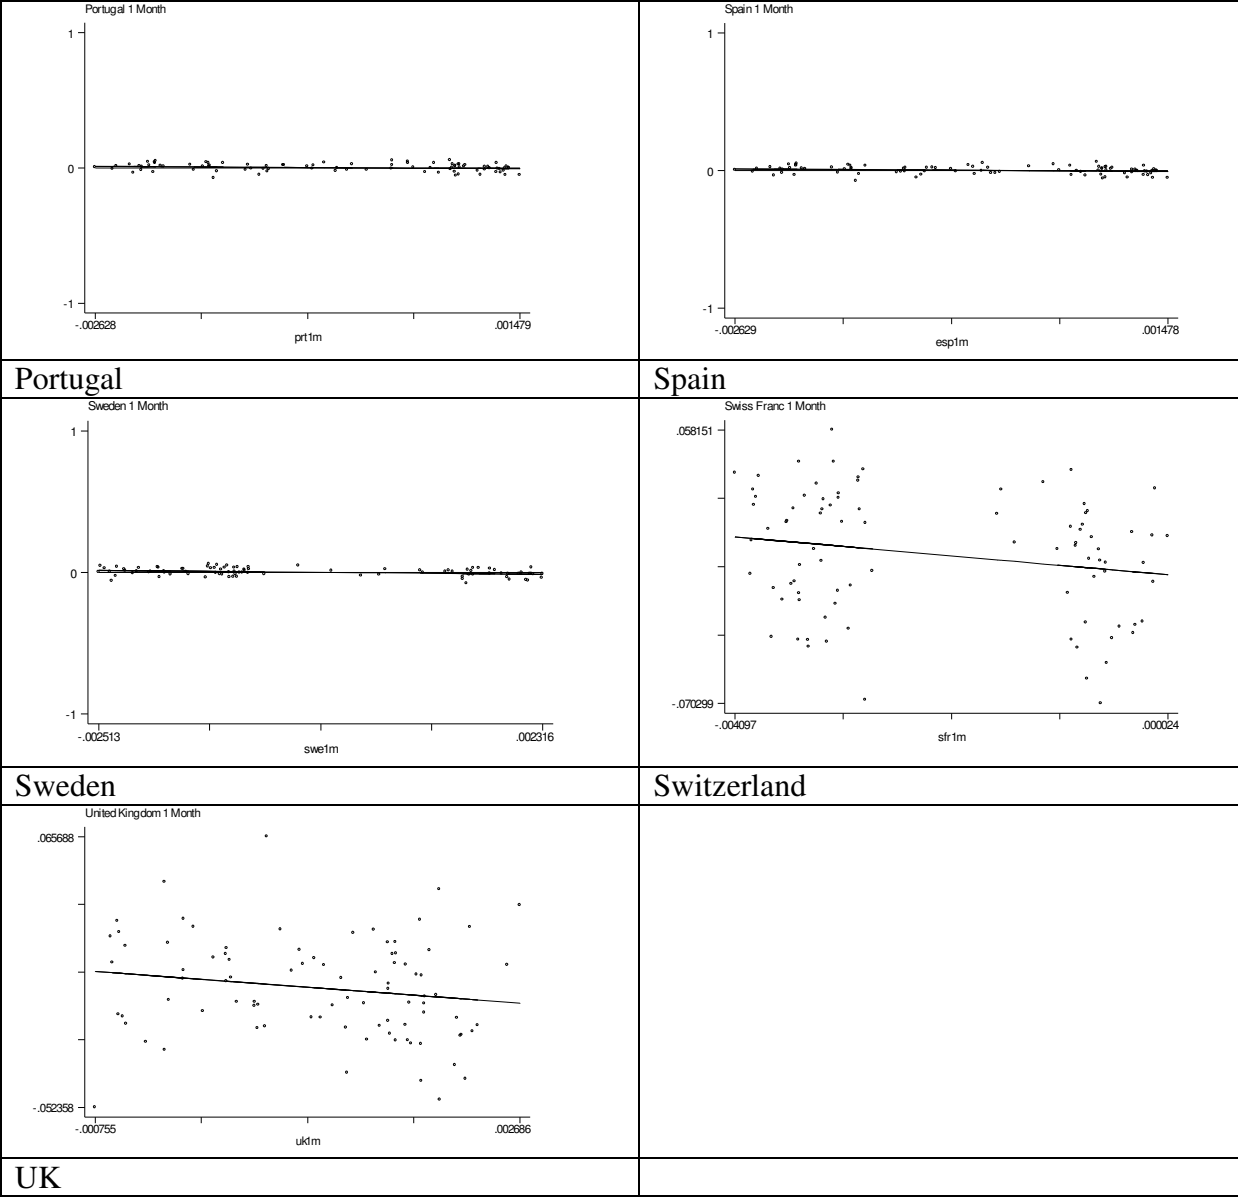 Portugal 1 Month
1
0
-1
-.002628
.001479
prt1m
Portugal
Spain 1 Month
1
0
-1
-.002629
.001478
esp1m
Spain
Sweden 1 Month
1
0
-1
-.002513
.002316
swe1m
Sweden
Swiss Franc 1 Month
.058151
-.070299
-.004097
.000024
sfr1m
Switzerland
United Kingdom 1 Month
.065688
-.052358
-.000755
.002686
uk1m
UK